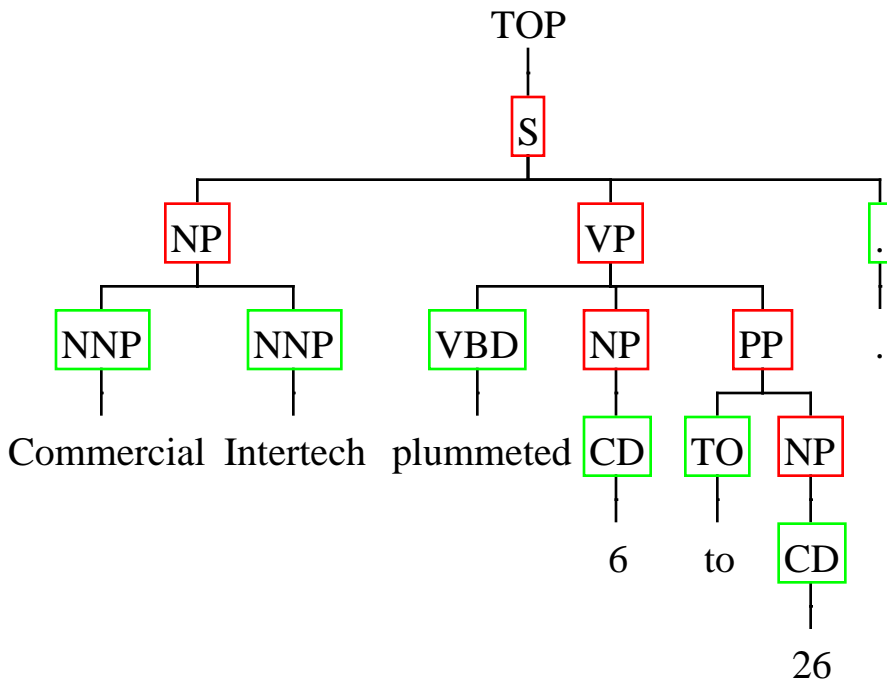 TOP
S
NP VP .
NNP NNP VBD NP PP .
Commercial Intertech plummeted CD TO NP
6 to CD
26